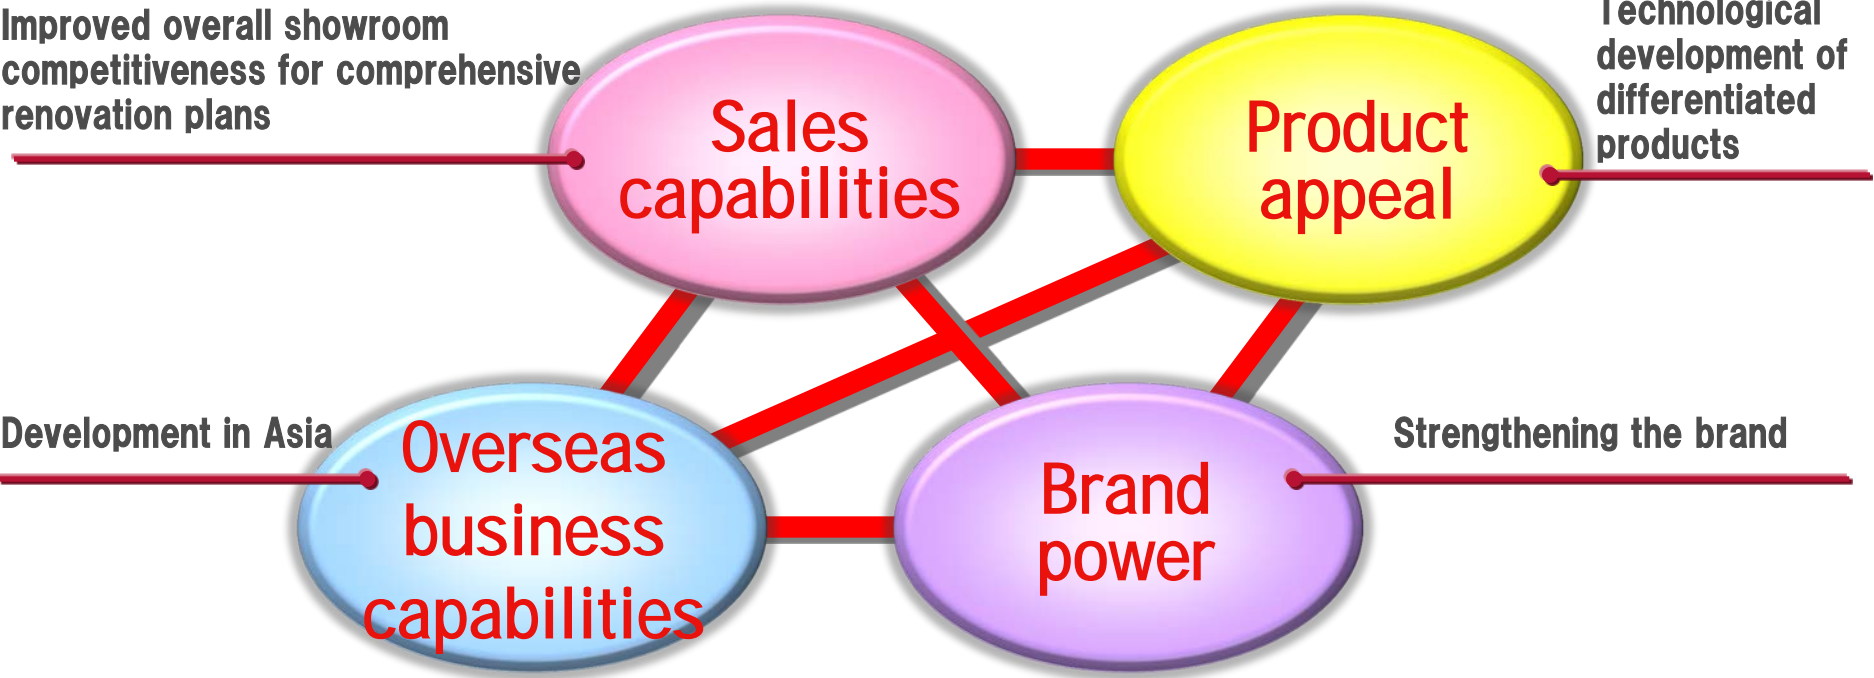 Improved overall showroom
competitiveness for comprehensive
renovation plans
Sales
capabilities
Product
appeal
Technological
development of
differentiated
products
Development in Asia
Overseas
business
capabilities
Brand
power
Strengthening the brand